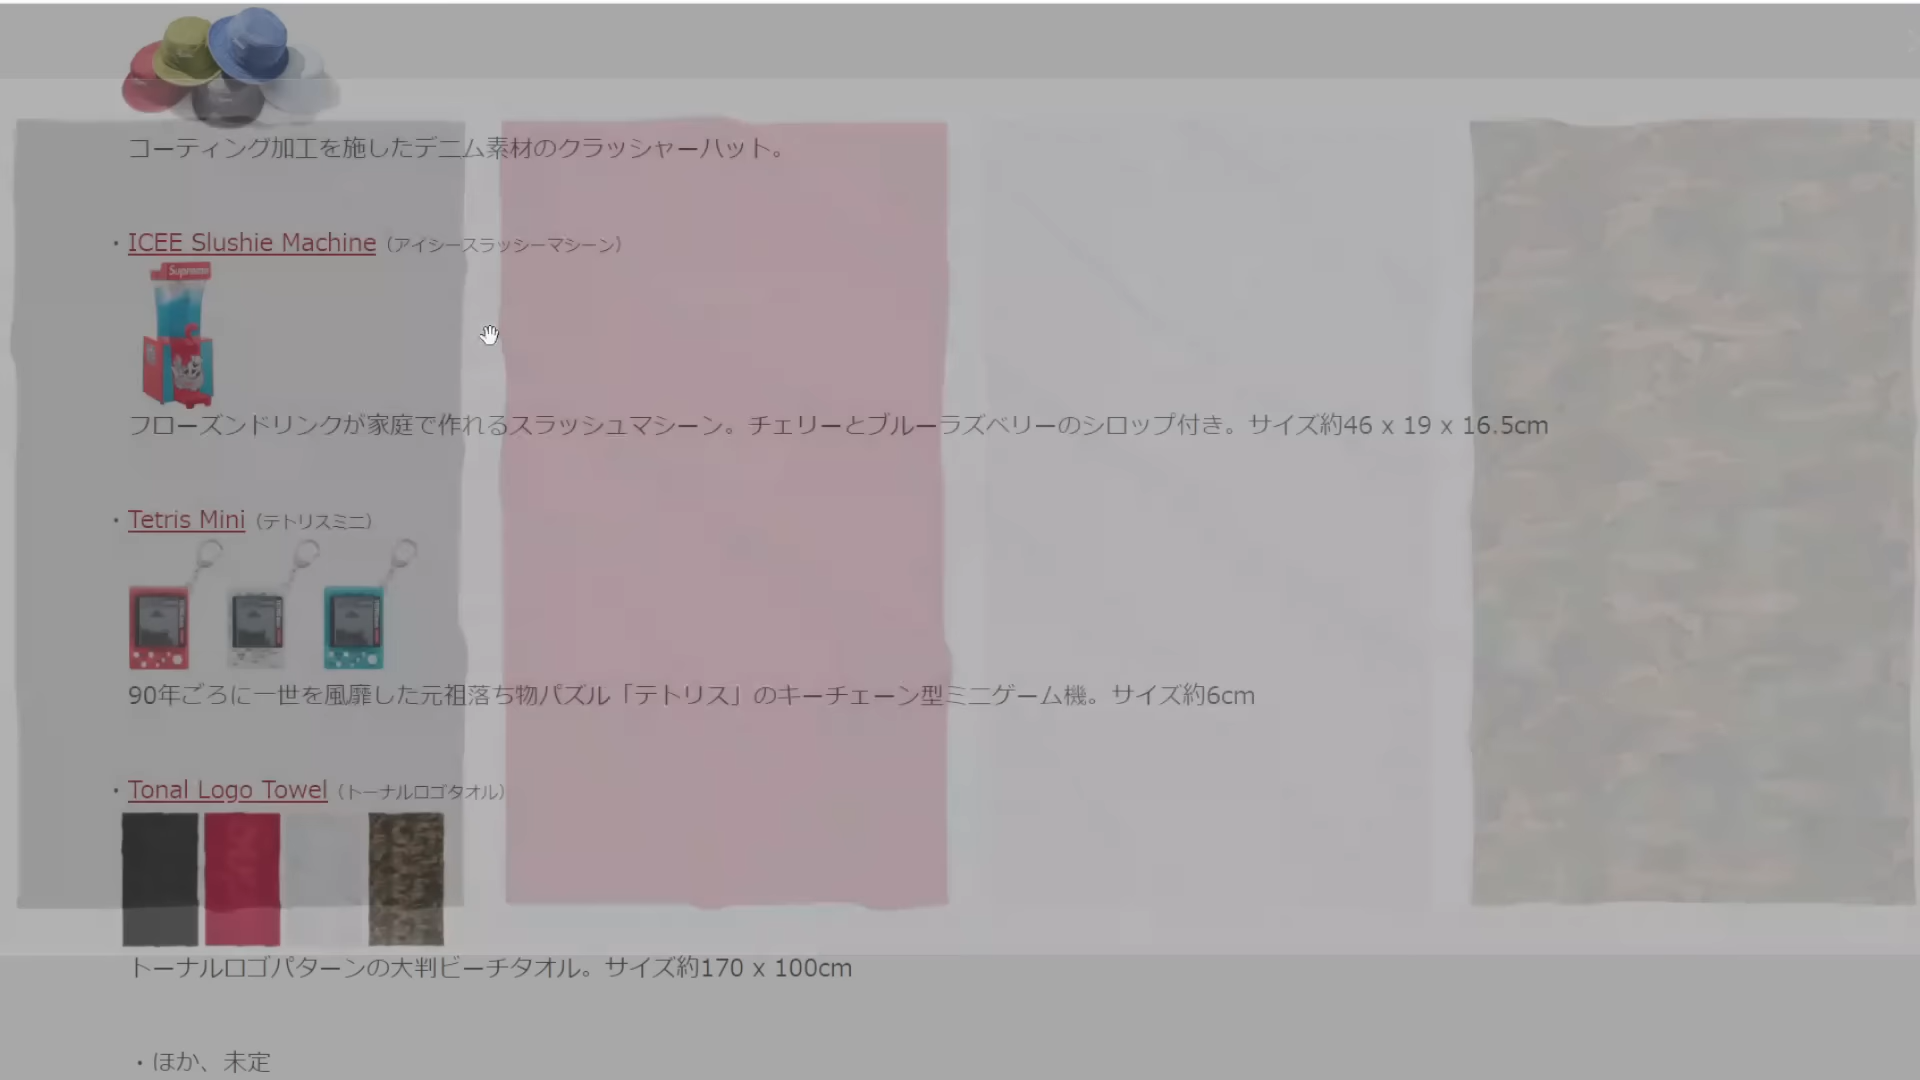 コーティング加工を施したデニム素材のクラッシャーハット。
・ICEE Slushie Machine（アイシースラッシーマシーン）
Supreme
フローズンドリンクが家庭で作れるスラッシュマシーン。チェリーとブルーラズベリーのシロップ付き。サイズ約46 x 19 x 16.5cm
・Tetris Mini（テトリスミニ）
90年ごろに一世を風靡した元祖落ち物パズル「テトリス」のキーチェーン型ミニゲーム機。サイズ約6cm
・Tonal Logo Towel（トーナルロゴタオル）
トーナルロゴパターンの大判ビーチタオル。サイズ約170 x 100cm
・ほか、未定